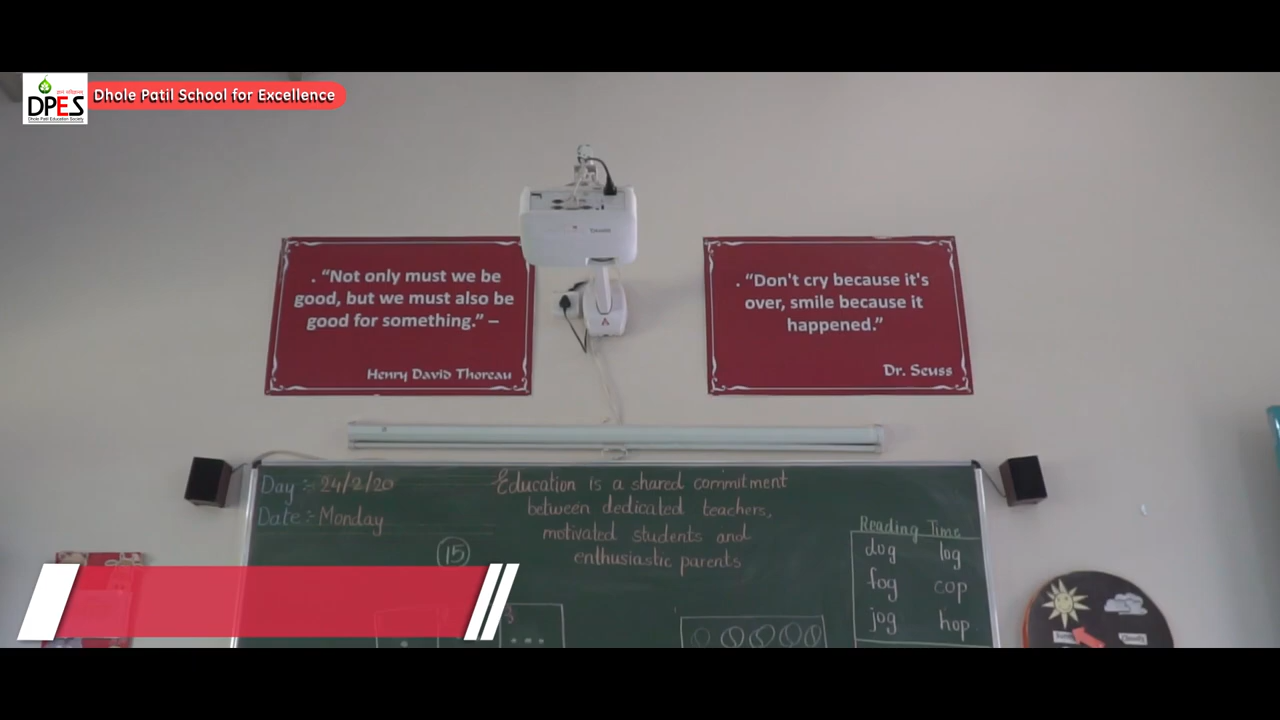 DPES
Dhole Patil Education Society
Dhole Patil School for Excellence
. “Not only must we be
good, but we must also be
good for something.” –
Henry David Thoreau
. “Don't cry because it's
over, smile because it
happened.”
Dr. Seuss
Day :- 24/2/20
Date :- Monday
15
Education is a shared commitment
between dedicated teachers,
motivated students and
enthusiastic parents
Reading Time
dog log
fog cop
jog hop